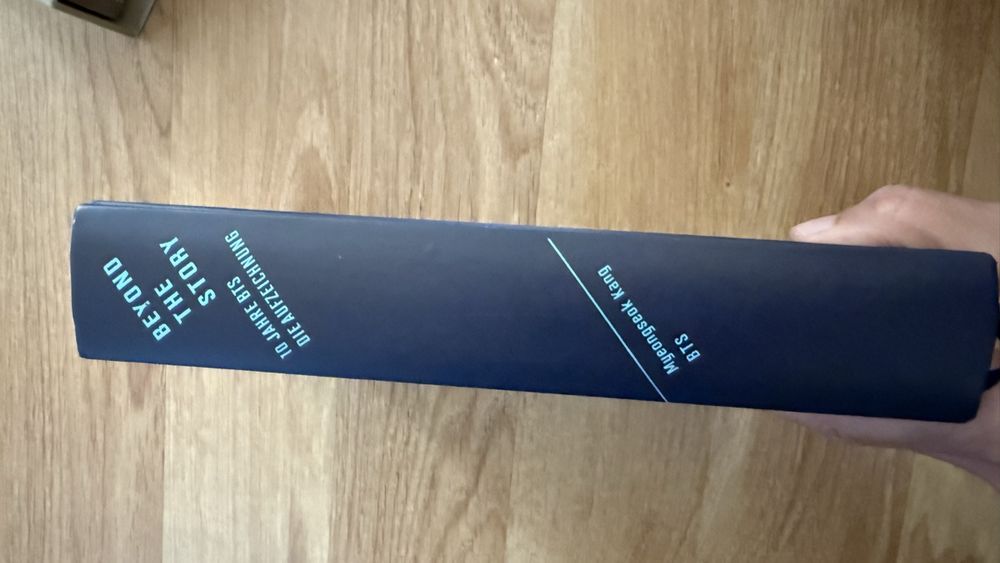 BEYOND
THE
STORY
10 JAHRE BTS
DIE AUFZEICHNUNG
Myeongseok Kang
BTS